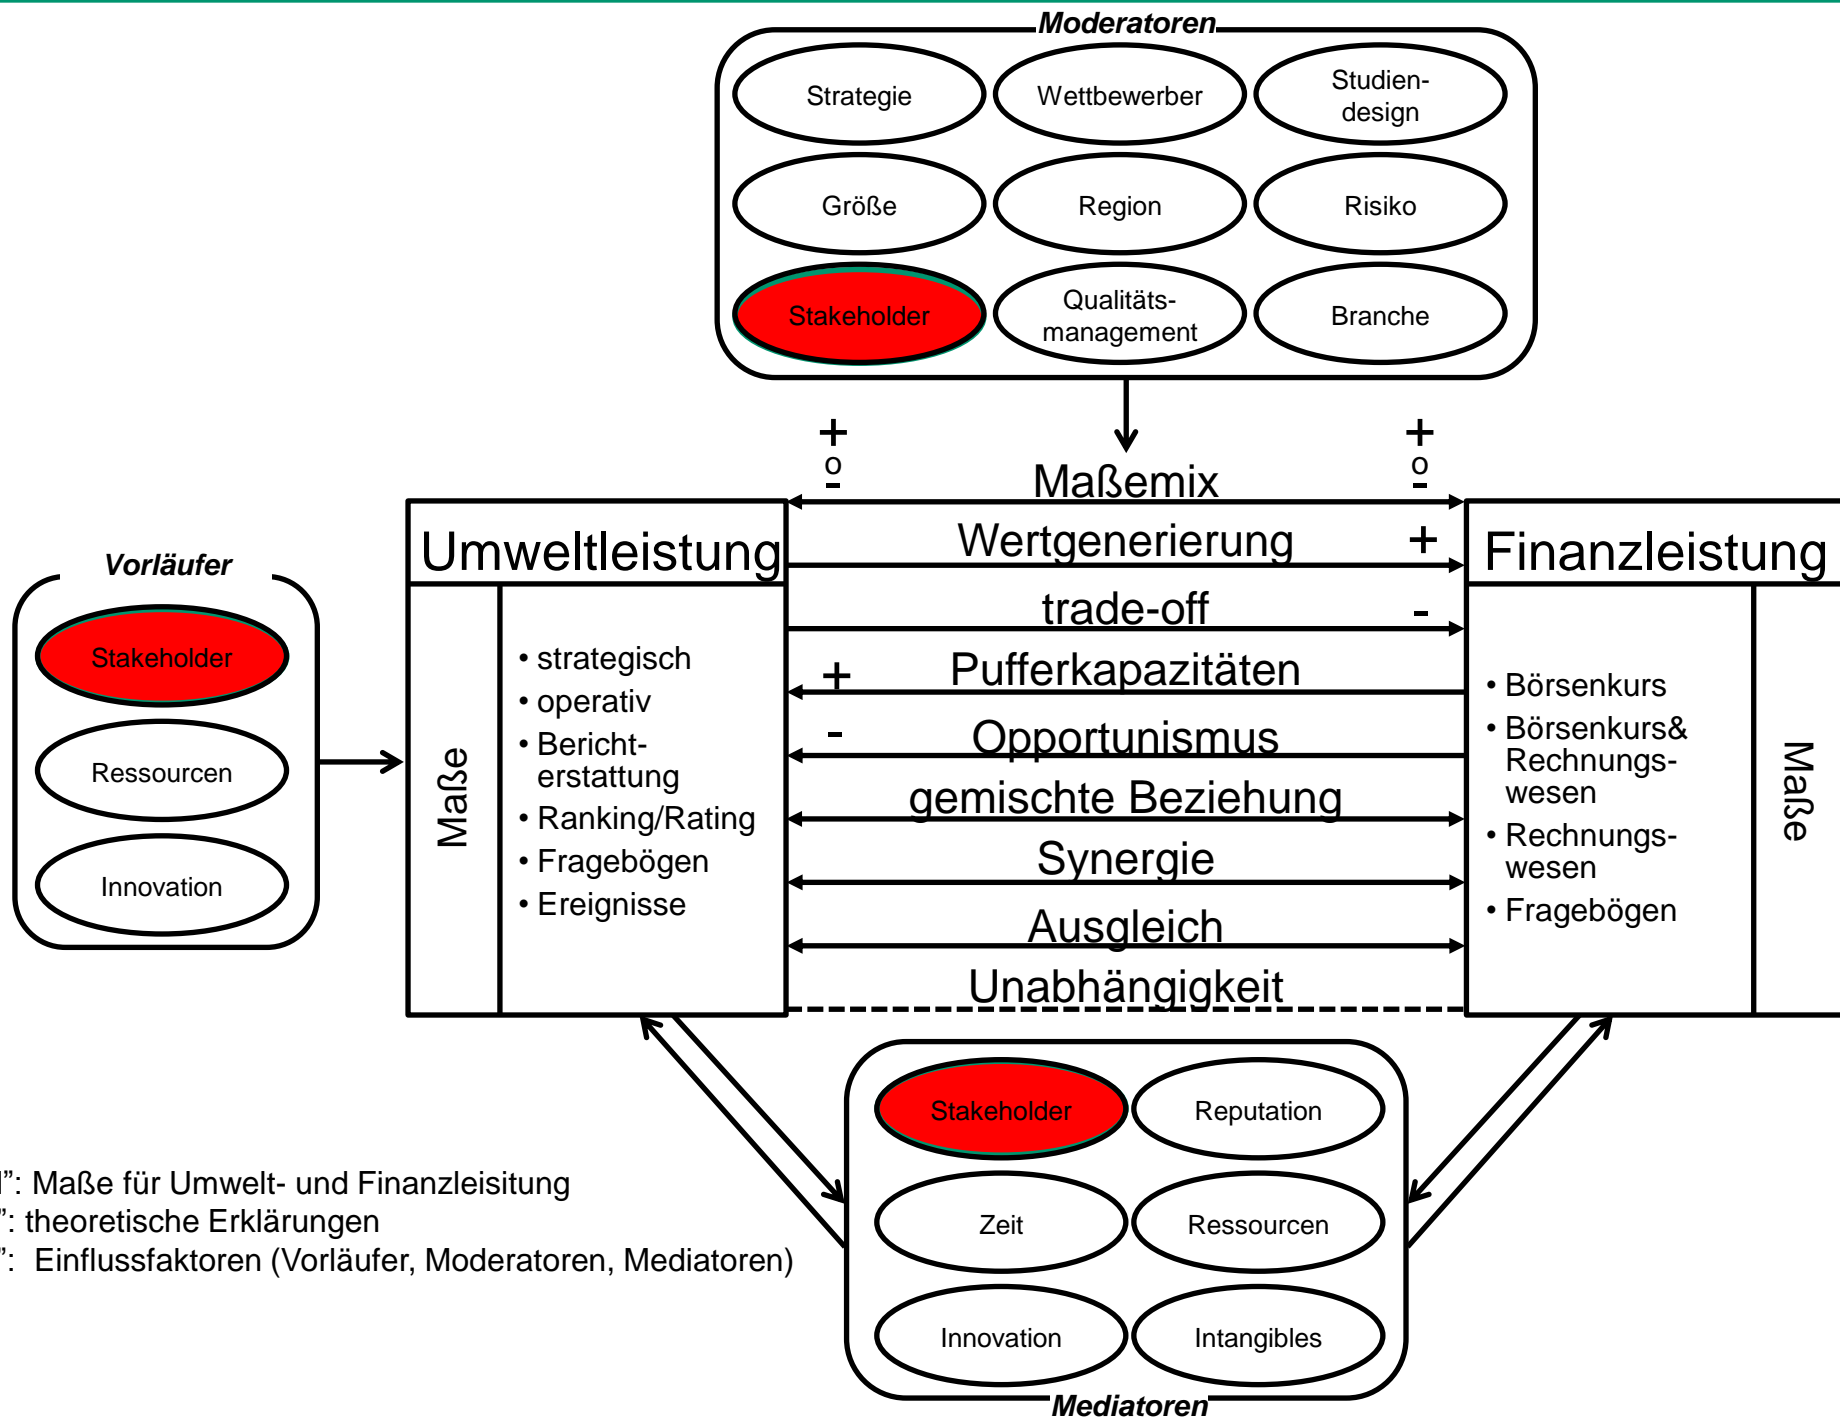 Moderatoren
Strategie
Wettbewerber
Studien-
design
Größe
Region
Risiko
Stakeholder
Qualitäts-
management
Branche
+ +
o o
- -
Maßemix
Umweltleistung
Wertgenerierung +
Finanzleistung
Vorläufer
trade-off -
Stakeholder
Ressourcen
Innovation
Maße
• strategisch
• operativ
• Bericht-
erstattung
• Ranking/Rating
• Fragebögen
• Ereignisse
+ Pufferkapazitäten
- Opportunismus
gemischte Beziehung
Synergie
Ausgleich
Unabhängigkeit
• Börsenkurs
• Börsenkurs&
Rechnungs-
wesen
• Rechnungs-
wesen
• Fragebögen
Maße
Stakeholder
Reputation
Zeit
Ressourcen
Innovation
Intangibles
Mediatoren
”: Maße für Umwelt- und Finanzleisitung
”: theoretische Erklärungen
”: Einflussfaktoren (Vorläufer, Moderatoren, Mediatoren)